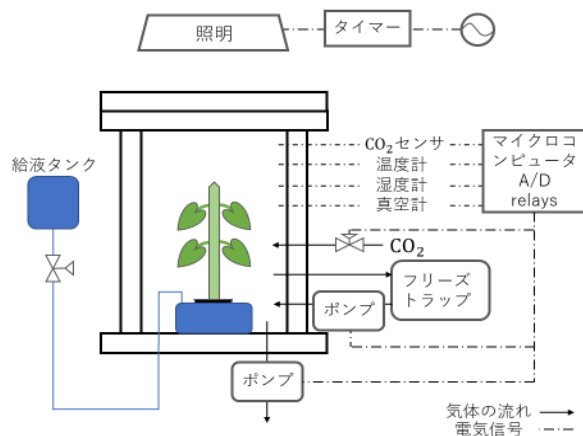 照明
タイマー
給液タンク
CO₂センサ
温度計
湿度計
真空計
マイクロコ
ンピュータ
A/D
relays
CO₂
フリーズ
トラップ
ポンプ
ポンプ
気体の流れ
電気信号